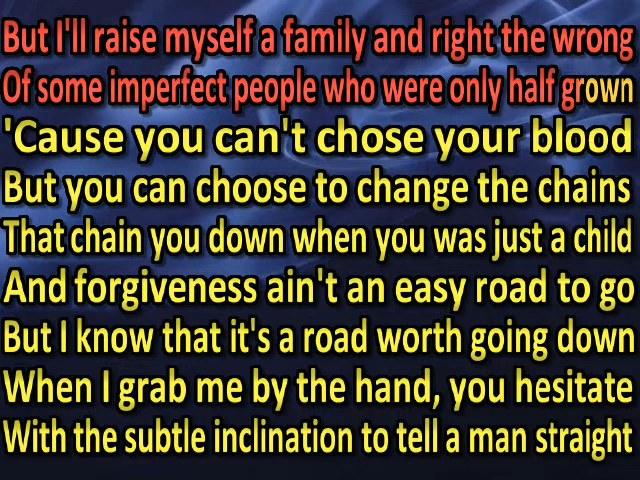 But I'll raise myself a family and right the wrong
Of some imperfect people who were only half grown
'Cause you can't chose your blood
But you can choose to change the chains
That chain you down when you was just a child
And forgiveness ain't an easy road to go
But I know that it's a road worth going down
When I grab me by the hand, you hesitate
With the subtle inclination to tell a man straight